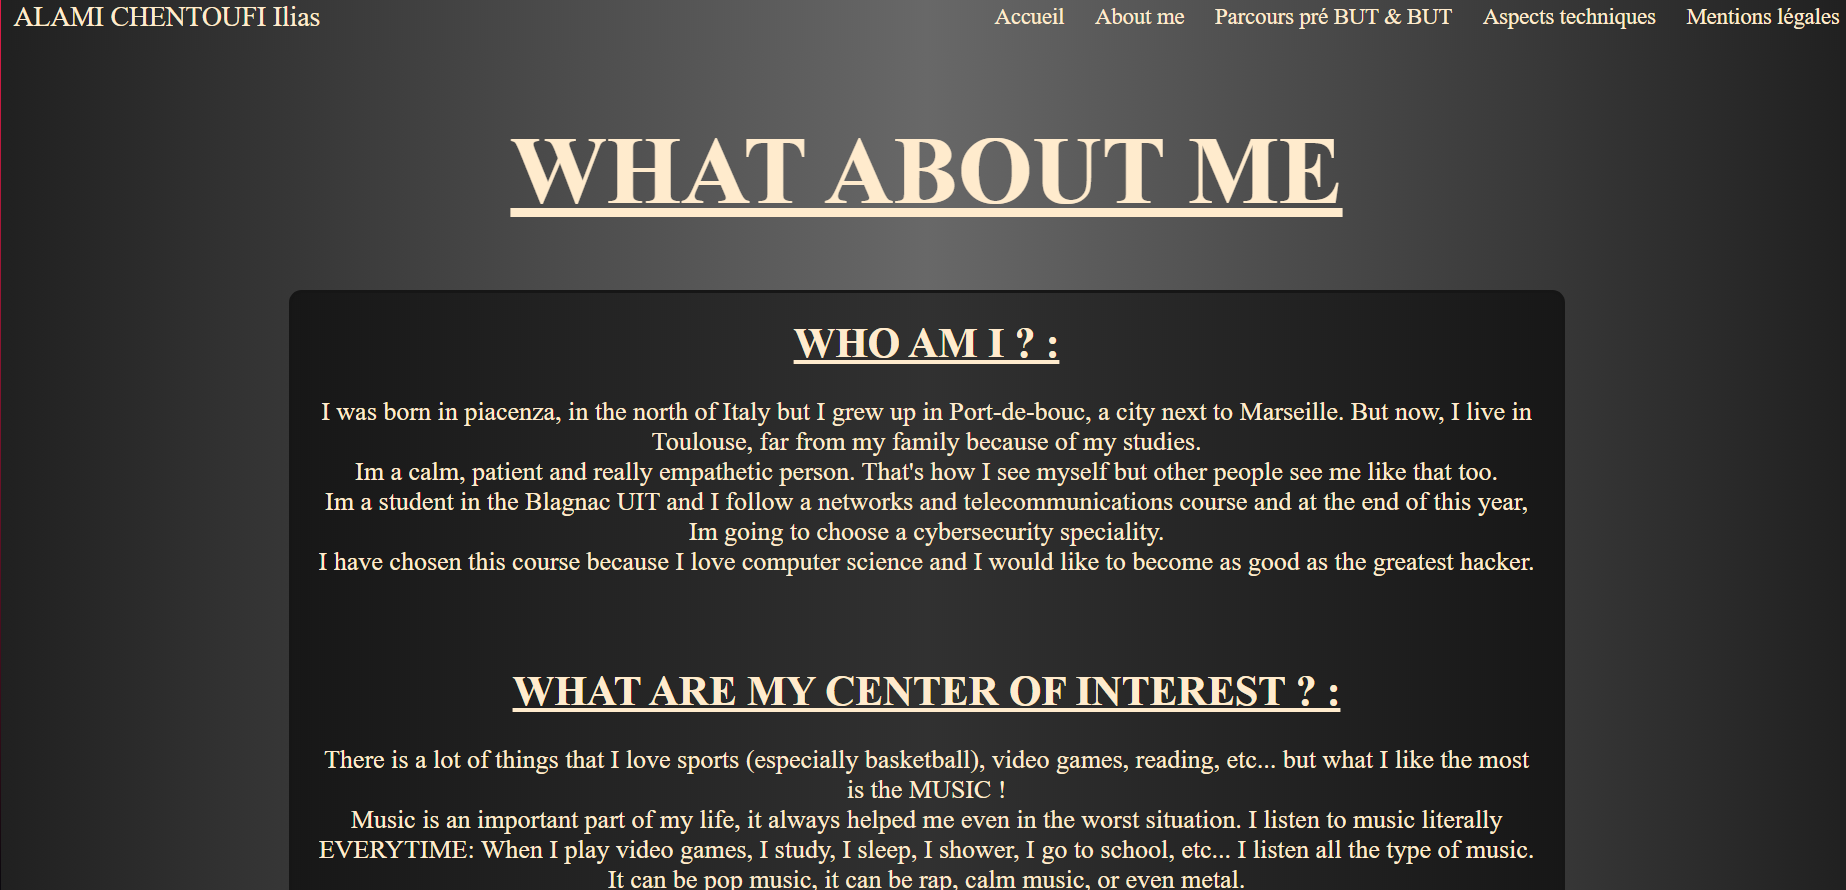 ALAMI CHENTOUFI Ilias
Accueil About me Parcours pré BUT & BUT Aspects techniques Mentions légales
WHAT ABOUT ME
WHO AM I ? :
I was born in piacenza, in the north of Italy but I grew up in Port-de-bouc, a city next to Marseille. But now, I live in
Toulouse, far from my family because of my studies.
Im a calm, patient and really empathetic person. That's how I see myself but other people see me like that too.
Im a student in the Blagnac UIT and I follow a networks and telecommunications course and at the end of this year,
Im going to choose a cybersecurity speciality.
I have chosen this course because I love computer science and I would like to become as good as the greatest hacker.
WHAT ARE MY CENTER OF INTEREST ? :
There is a lot of things that I love sports (especially basketball), video games, reading, etc... but what I like the most
is the MUSIC !
Music is an important part of my life, it always helped me even in the worst situation. I listen to music literally
EVERYTIME: When I play video games, I study, I sleep, I shower, I go to school, etc... I listen all the type of music.
It can be pop music, it can be rap, calm music, or even metal.